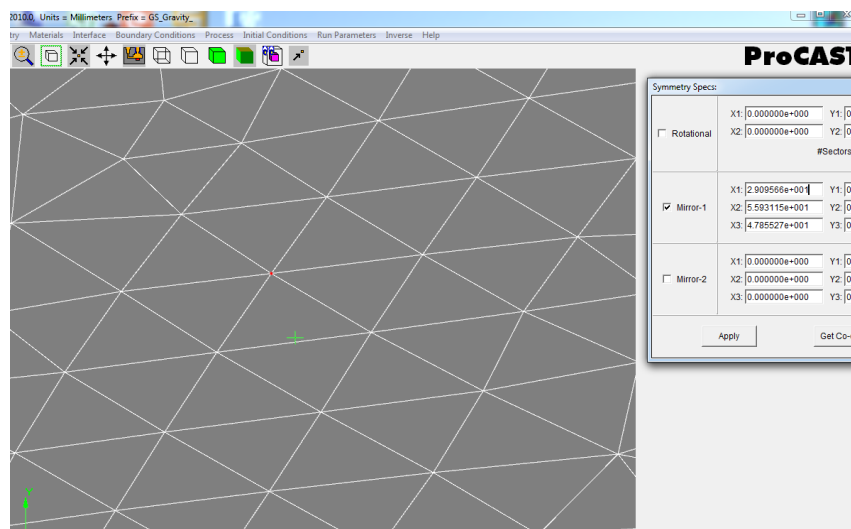 2010.0, Units = Millimeters Prefix = GS_Gravity_
try Materials Interface Boundary Conditions Process Initial Conditions Run Parameters Inverse Help
ProCAST
Symmetry Specs:
Rotational
X1: 0.000000e+000 Y1: 0
X2: 0.000000e+000 Y2: 0
#Sectors
Mirror-1
X1: 2.909566e+001 Y1: 0
X2: 5.593115e+001 Y2: 0
X3: 4.785527e+001 Y3: 0
Mirror-2
X1: 0.000000e+000 Y1: 0
X2: 0.000000e+000 Y2: 0
X3: 0.000000e+000 Y3: 0
Apply Get Co-
Y